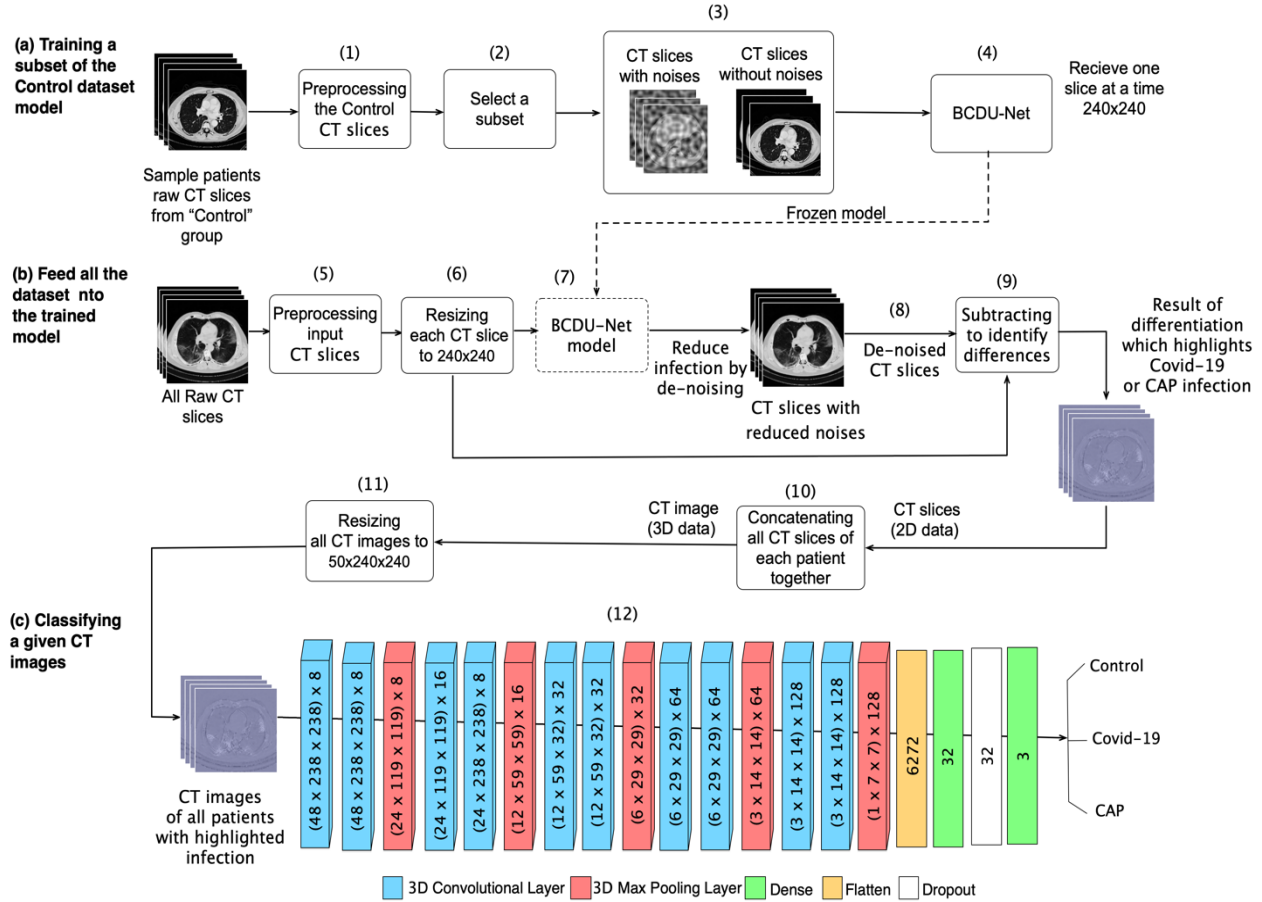 (a) Training a
subset of the
Control dataset
model
Sample patients
raw CT slices
from “Control”
group
(1)
Preprocessing
the Control
CT slices
(2)
Select a
subset
(3)
CT slices
with noises
CT slices
without noises
(4)
BCDU-Net
Recieve one
slice at a time
240x240
Frozen model
(b) Feed all the
dataset nto
the trained
model
All Raw CT
slices
(5)
Preprocessing
input
CT slices
(6)
Resizing
each CT slice
to 240x240
(7)
BCDU-Net
model
Reduce
infection by
de-noising
CT slices with
reduced noises
(8)
De-noised
CT slices
(9)
Subtracting
to identify
differences
Result of
differentiation
which highlights
Covid-19
or CAP infection
CT slices
(2D data)
(10)
Concatenating
all CT slices of
each patient
together
CT image
(3D data)
(11)
Resizing
all CT images to
50x240x240
(c) Classifying
a given CT
images
CT images
of all patients
with highlighted
infection
(12)
(48 x 238 x 238) x 8
(48 x 238 x 238) x 8
(24 x 119 x 119) x 8
(24 x 119 x 119) x 16
(24 x 238 x 238) x 8
(12 x 59 x 59) x 16
(12 x 59 x 32) x 32
(12 x 59 x 32) x 32
(6 x 29 x 29) x 32
(6 x 29 x 29) x 64
(6 x 29 x 29) x 64
(3 x 14 x 14) x 64
(3 x 14 x 14) x 128
(3 x 14 x 14) x 128
(1 x 7 x 7) x 128
6272
32
32
3
Control
Covid-19
CAP
3D Convolutional Layer
3D Max Pooling Layer
Dense
Flatten
Dropout